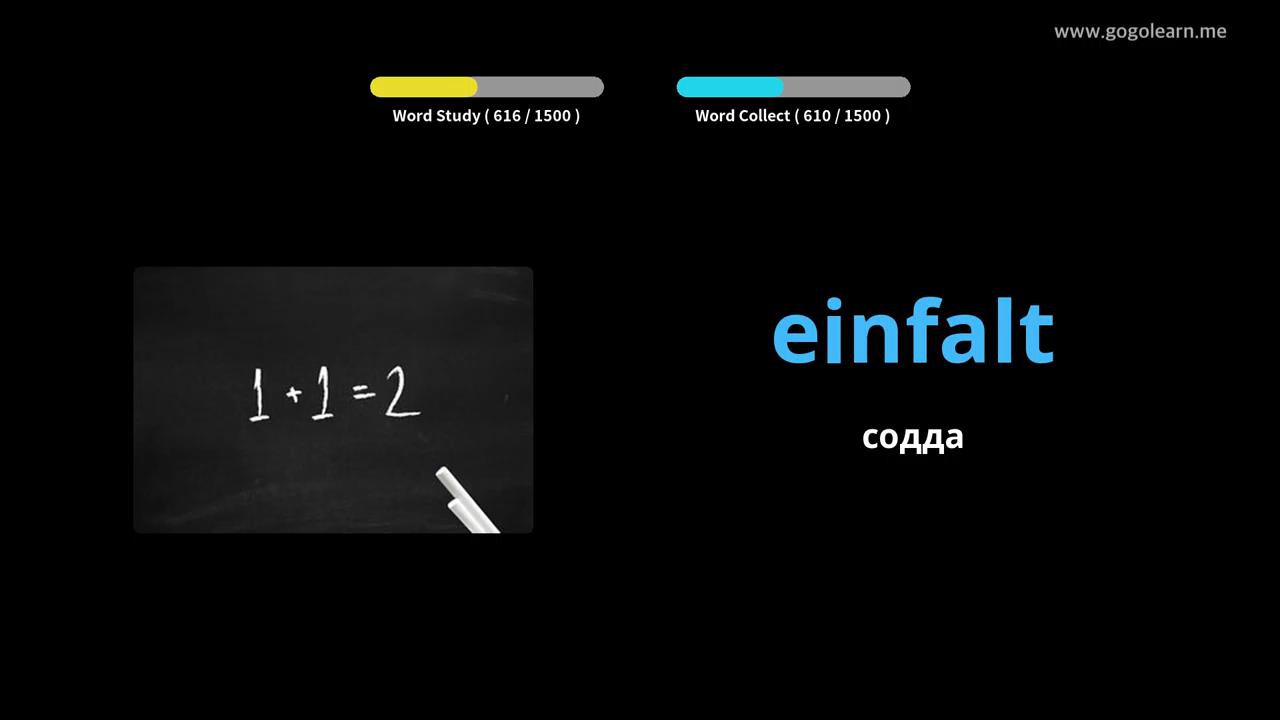 www.gogolearn.me
Word Study ( 616 / 1500 )
Word Collect ( 610 / 1500 )
1 + 1 = 2
einfalt
содда